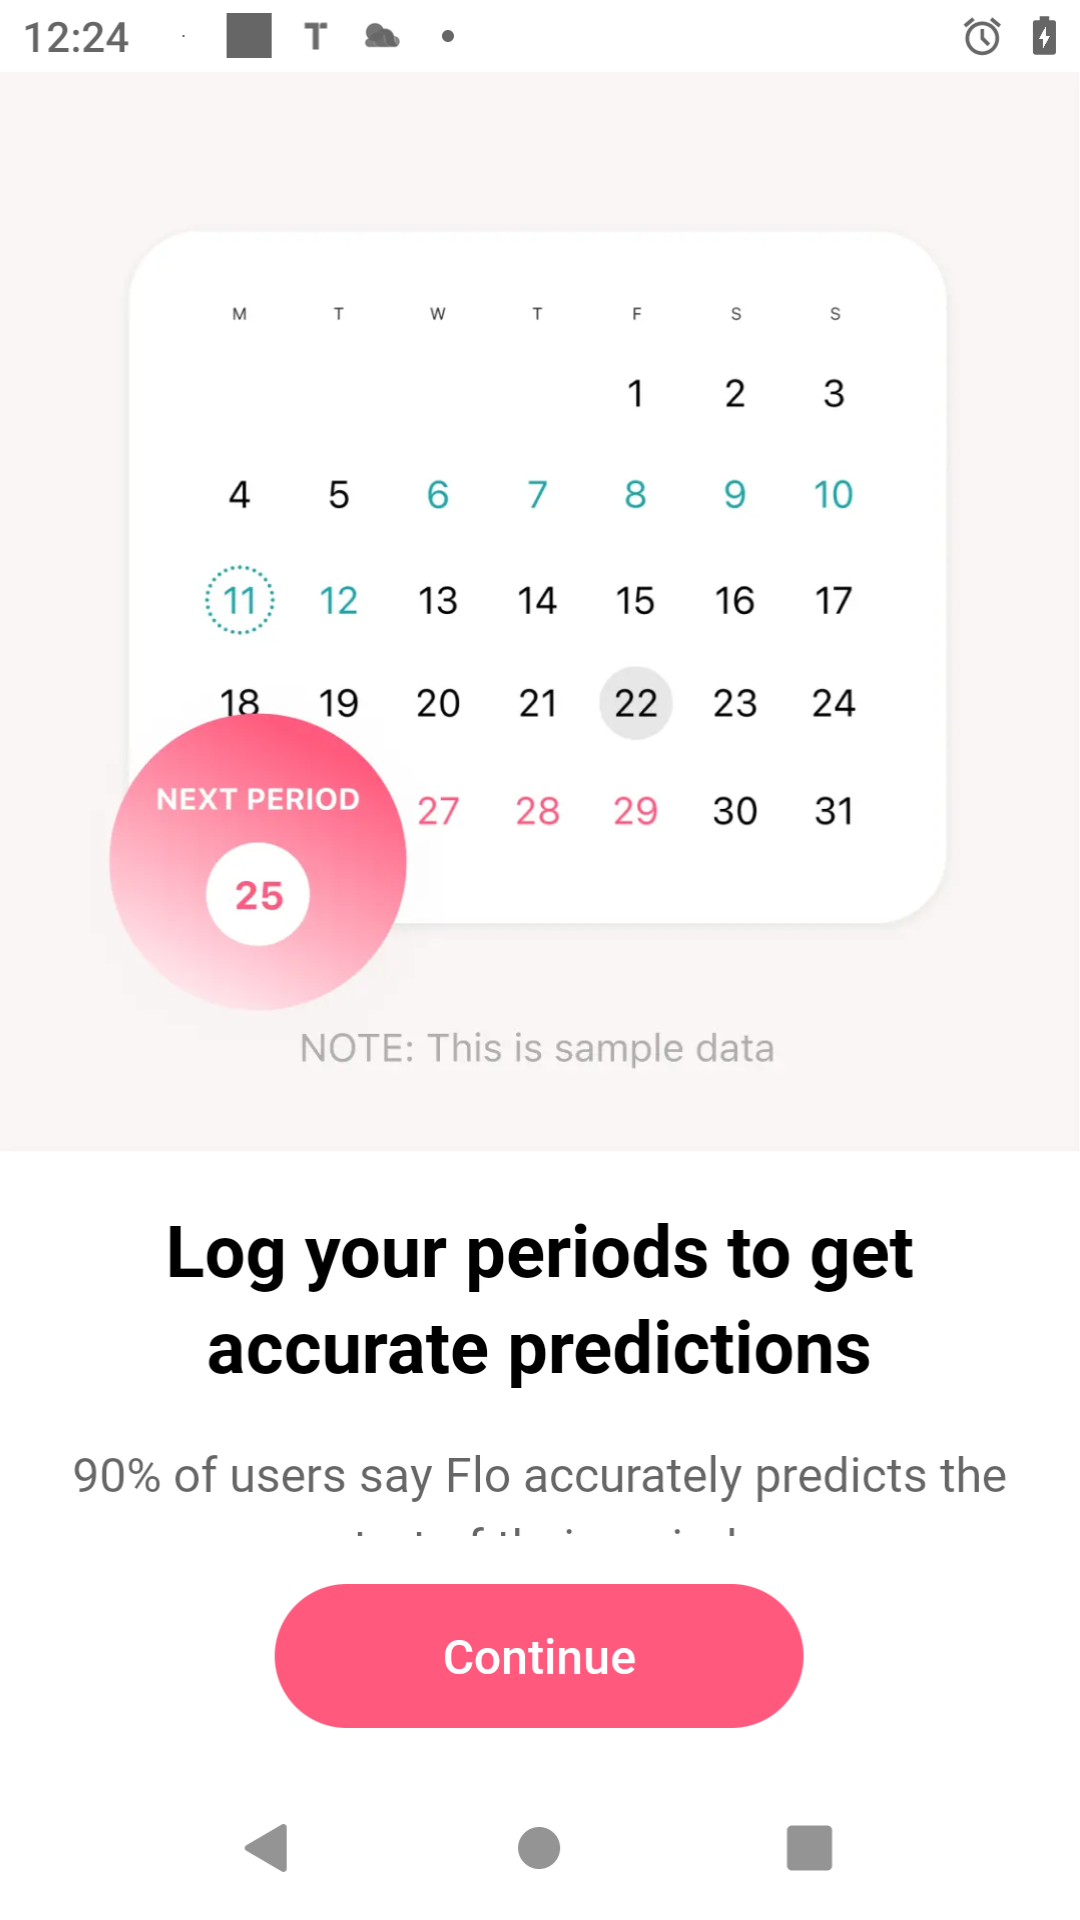 12:24
M T W T F S S
1 2 3
4 5 6 7 8 9 10
11 12 13 14 15 16 17
18 19 20 21 22 23 24
NEXT PERIOD
27 28 29 30 31
25
NOTE: This is sample data
Log your periods to get
accurate predictions
90% of users say Flo accurately predicts the
Continue